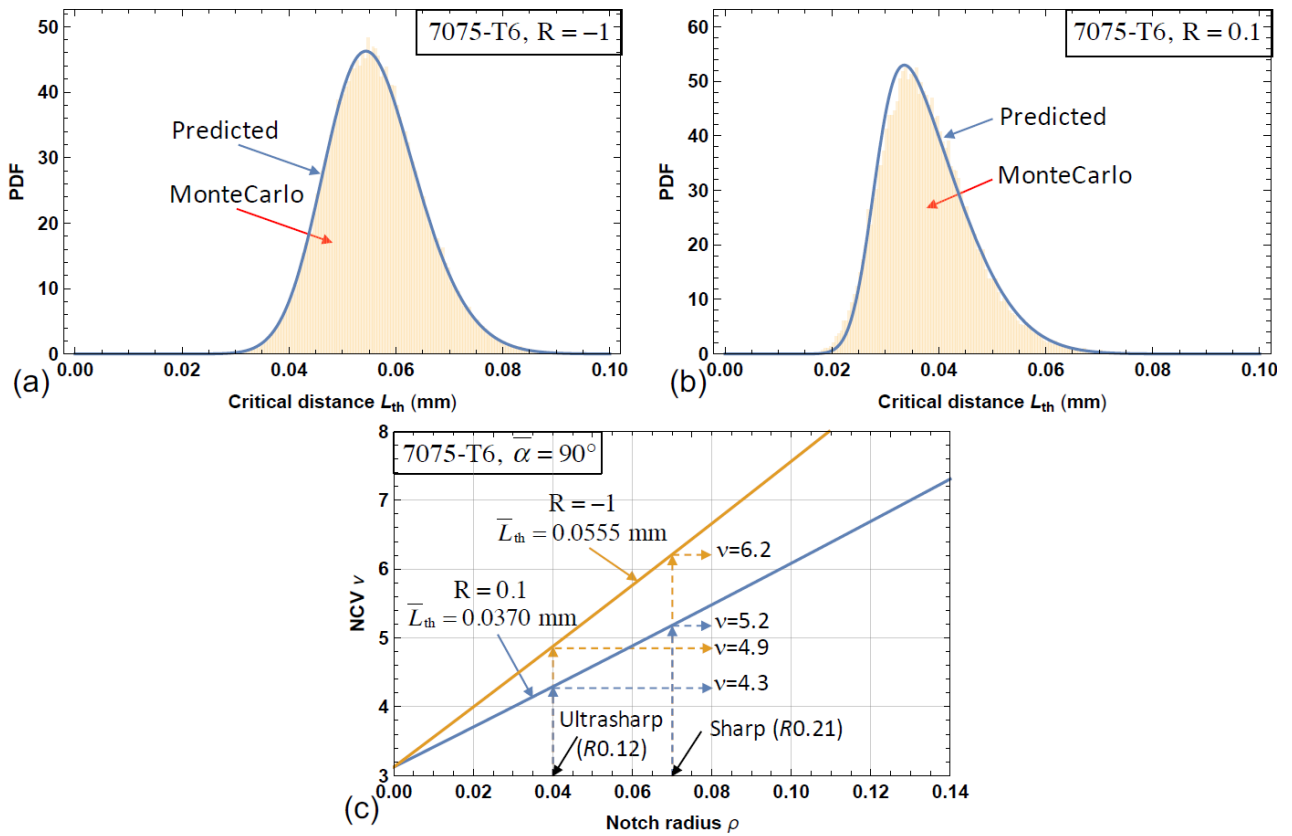 7075-T6, R = −1
50
40
30
20
10
0
PDF
Predicted
MonteCarlo
0.00 0.02 0.04 0.06 0.08 0.10
Critical distance Lth (mm)
(a)
7075-T6, R = 0.1
60
50
40
30
20
10
0
PDF
Predicted
MonteCarlo
0.00 0.02 0.04 0.06 0.08 0.10
Critical distance Lth (mm)
(b)
7075-T6, α̅ = 90°
8
7
6
5
4
3
NCV ν
R = −1
L̅th = 0.0555 mm
R = 0.1
L̅th = 0.0370 mm
ν=6.2
ν=5.2
ν=4.9
ν=4.3
Ultrasharp
(R0.12)
Sharp (R0.21)
0.00 0.02 0.04 0.06 0.08 0.10 0.12 0.14
Notch radius ρ
(c)